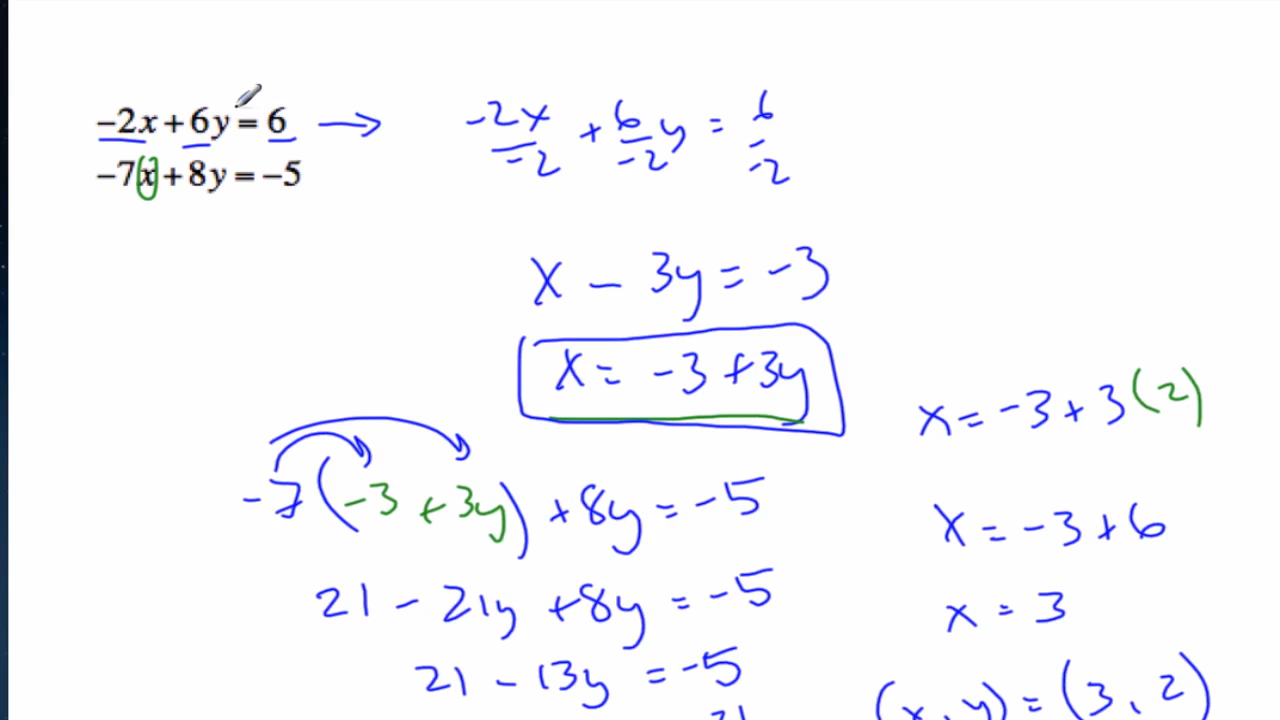 -2x + 6y = 6
-7x + 8y = -5
→ -2x/-2 + 6/-2 y = 6/-2
x - 3y = -3
x = -3 + 3y
-7(-3 + 3y) + 8y = -5
21 - 21y + 8y = -5
21 - 13y = -5
21
x = -3 + 3(2)
x = -3 + 6
x = 3
(x, y) = (3, 2)